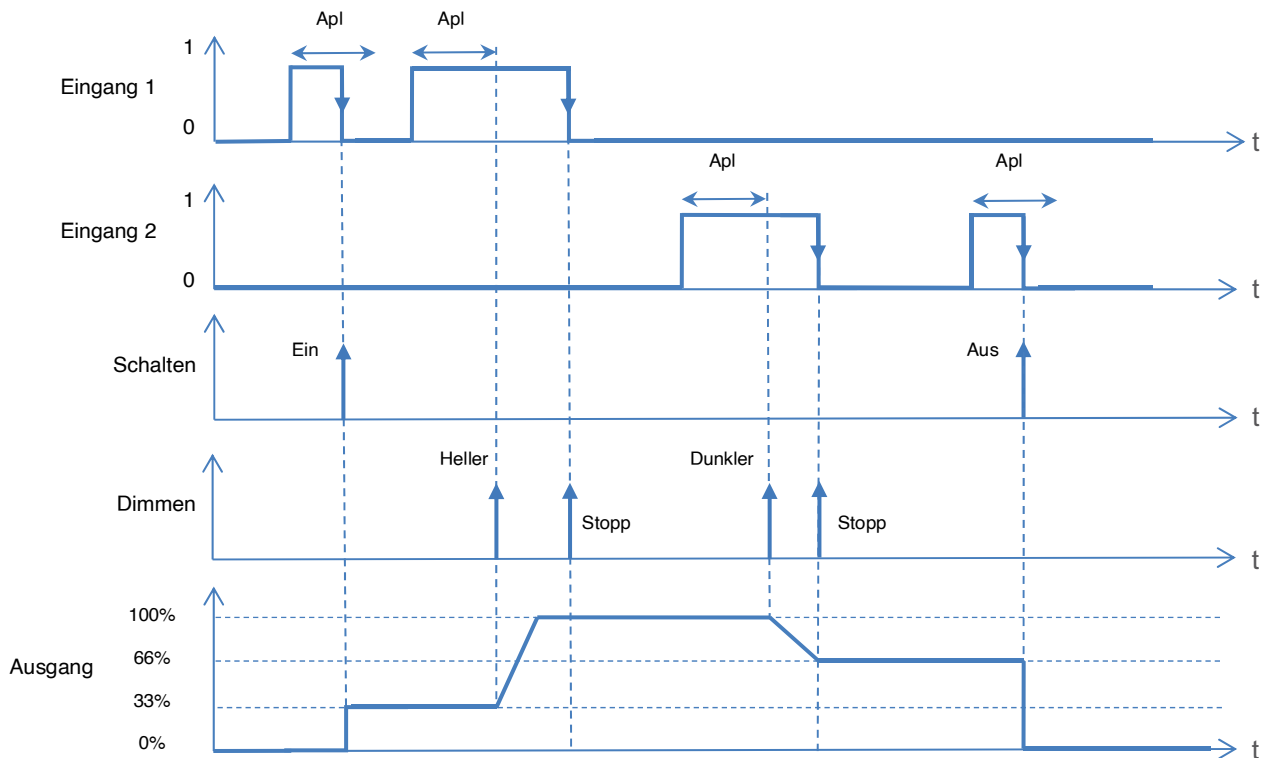 Apl Apl
1
Eingang 1
0
t
Apl Apl
1
Eingang 2
0
t
Ein Aus
Schalten
t
Heller Dunkler
Dimmen
Stopp Stopp
t
100%
66%
Ausgang
33%
0%
t